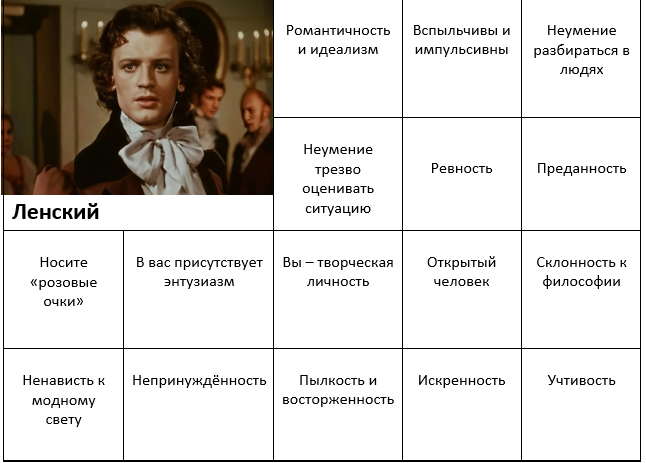 Романтичность
и идеализм
Вспыльчивы и
импульсивны
Неумение
разбираться в
людях
Неумение
трезво
оценивать
ситуацию
Ревность
Преданность
Ленский
Носите
«розовые
очки»
В вас присутствует
энтузиазм
Вы – творческая
личность
Открытый
человек
Склонность к
философии
Ненависть к
модному
свету
Непринуждённость
Пылкость и
восторженность
Искренность
Учтивость